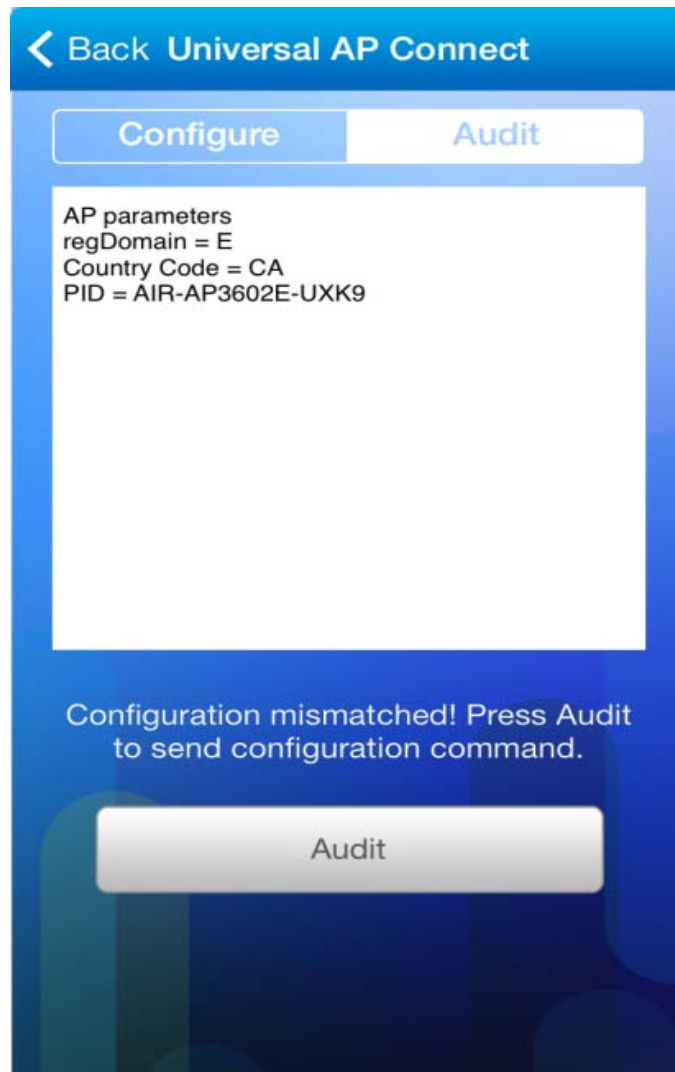 Back Universal AP Connect
Configure Audit
AP parameters
regDomain = E
Country Code = CA
PID = AIR-AP3602E-UXK9
Configuration mismatched! Press Audit
to send configuration command.
Audit